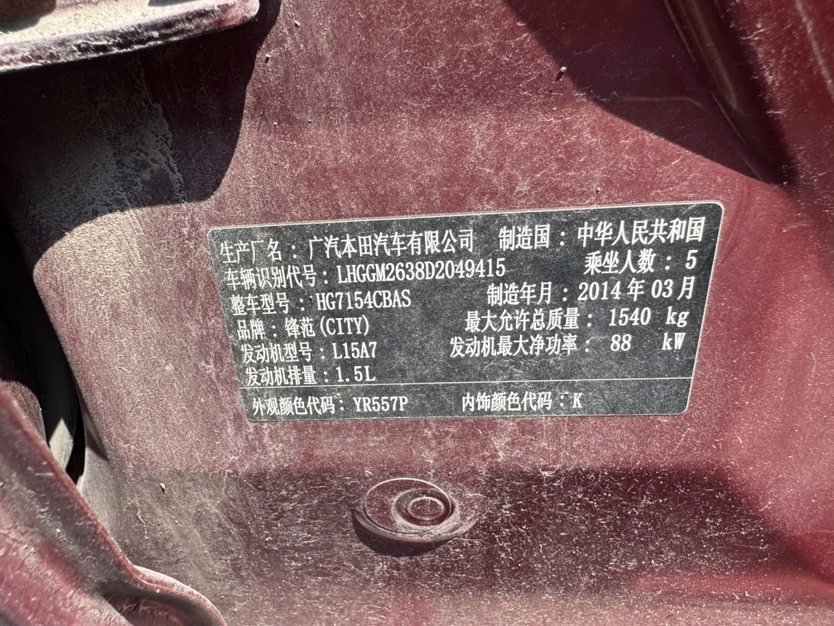 生产厂名：广汽本田汽车有限公司 制造国：中华人民共和国
车辆识别代号：LHGGM2638D2049415 乘坐人数：5
整车型号：HG7154CBAS 制造年月：2014年03月
品牌：锋范(CITY) 最大允许总质量：1540 kg
发动机型号：L15A7 发动机最大净功率：88 kW
发动机排量：1.5L
外观颜色代码：YR557P 内饰颜色代码：K